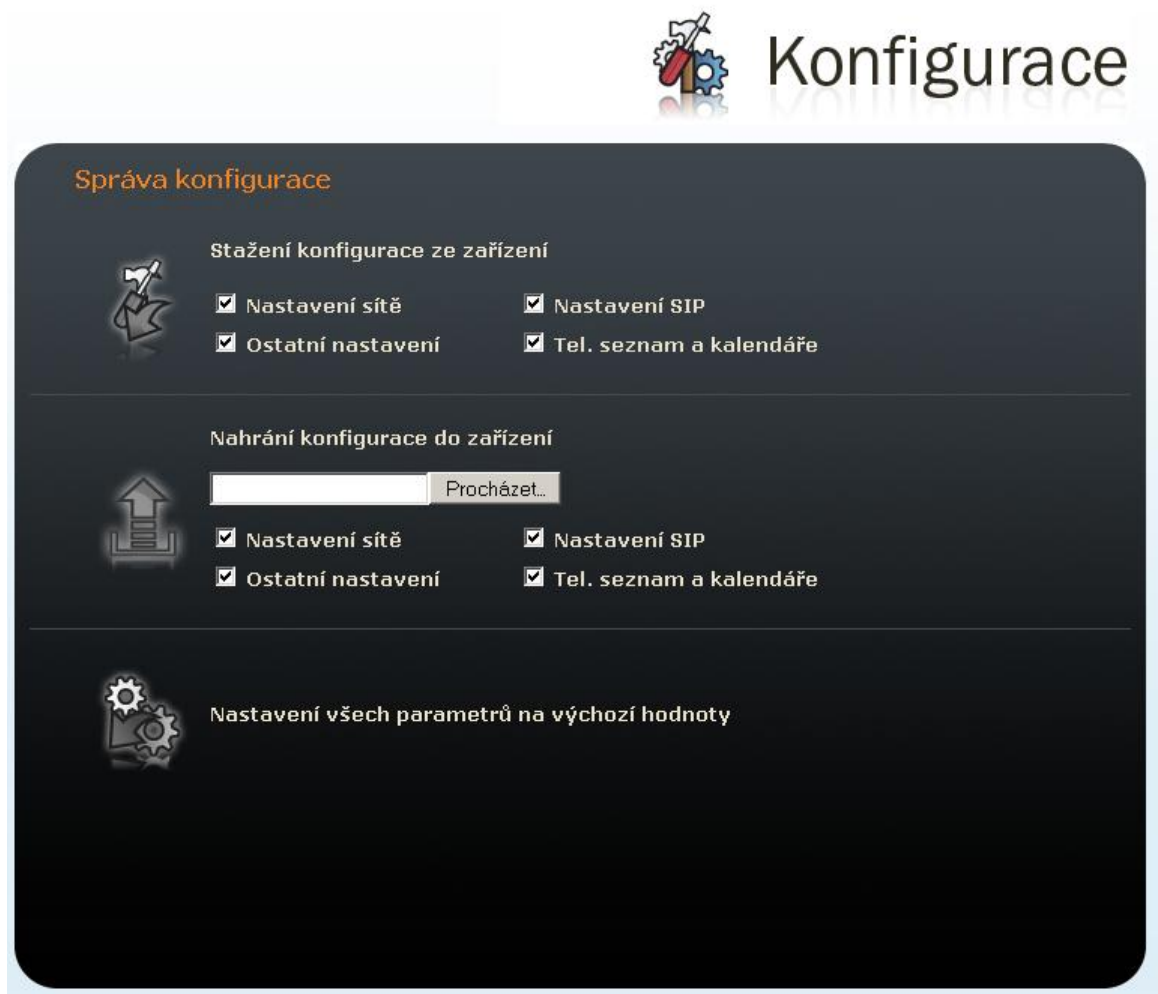 Konfigurace
Správa konfigurace
Stažení konfigurace ze zařízení
Nastavení sítě
Nastavení SIP
Ostatní nastavení
Tel. seznam a kalendáře
Nahrání konfigurace do zařízení
Procházet...
Nastavení sítě
Nastavení SIP
Ostatní nastavení
Tel. seznam a kalendáře
Nastavení všech parametrů na výchozí hodnoty